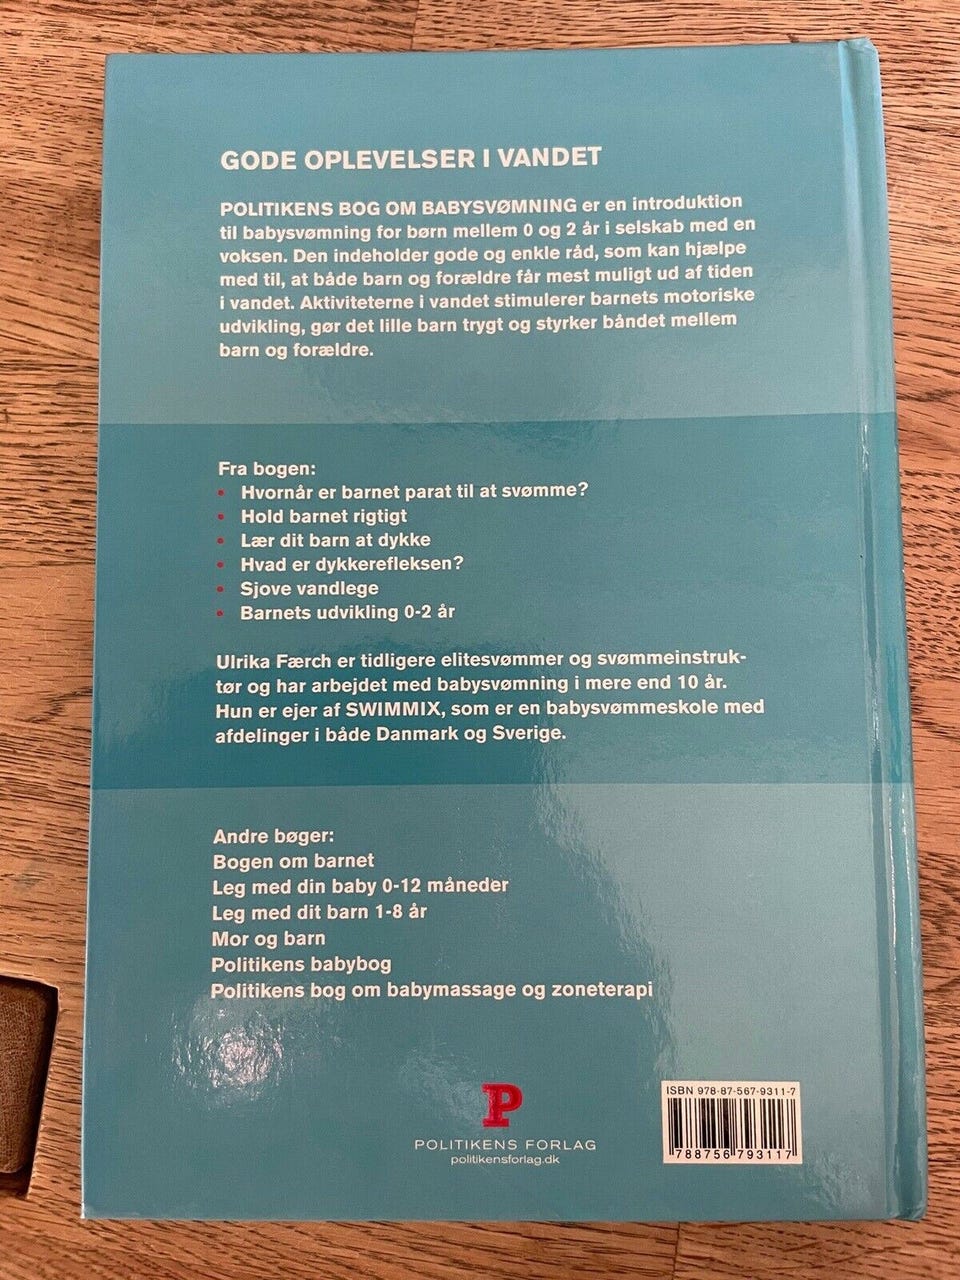 GODE OPLEVELSER I VANDET
POLITIKENS BOG OM BABYSVØMNING er en introduktion
til babysvømning for børn mellem 0 og 2 år i selskab med en
voksen. Den indeholder gode og enkle råd, som kan hjælpe
med til, at både barn og forældre får mest muligt ud af tiden
i vandet. Aktiviteterne i vandet stimulerer barnets motoriske
udvikling, gør det lille barn trygt og styrker båndet mellem
barn og forældre.
Fra bogen:
• Hvornår er barnet parat til at svømme?
• Hold barnet rigtigt
• Lær dit barn at dykke
• Hvad er dykkerefleksen?
• Sjove vandlege
• Barnets udvikling 0-2 år
Ulrika Færch er tidligere elitesvømmer og svømmeinstruk-
tør og har arbejdet med babysvømning i mere end 10 år.
Hun er ejer af SWIMMIX, som er en babysvømmeskole med
afdelinger i både Danmark og Sverige.
Andre bøger:
Bogen om barnet
Leg med din baby 0-12 måneder
Leg med dit barn 1-8 år
Mor og barn
Politikens babybog
Politikens bog om babymassage og zoneterapi
P
POLITIKENS FORLAG
politikensforlag.dk
ISBN 978-87-567-9311-7
788756 793117